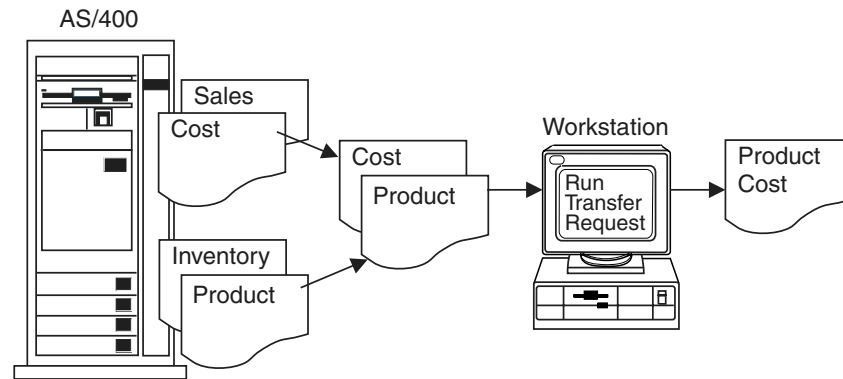 AS/400
Sales
Cost
Inventory
Product
Cost
Product
Workstation
Run
Transfer
Request
Product
Cost